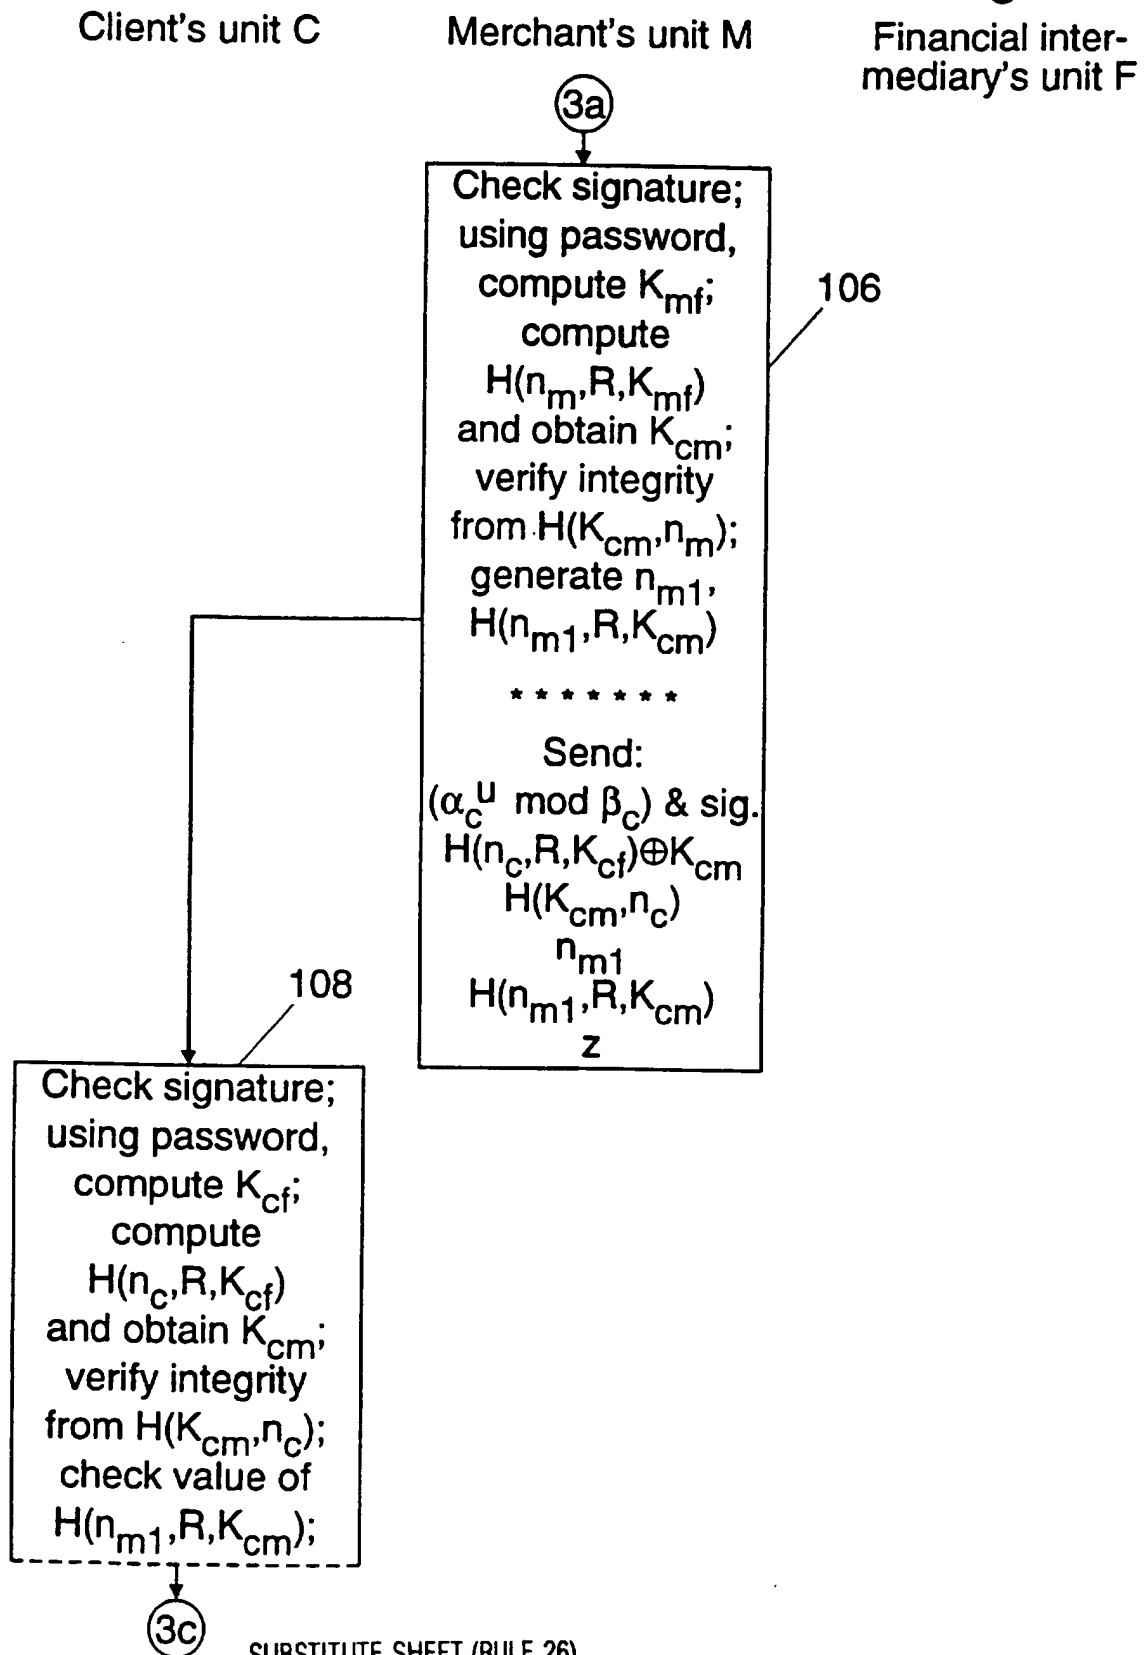 Client's unit C
Merchant's unit M
Financial inter-
mediary's unit F
3a
Check signature;
using password,
compute K_mf;
compute
H(n_m,R,K_mf)
and obtain K_cm;
verify integrity
from H(K_cm,n_m);
generate n_m1,
H(n_m1,R,K_cm)
* * * * * * *
Send:
(α_c^u mod β_c) & sig.
H(n_c,R,K_cf)⊕K_cm
H(K_cm,n_c)
n_m1
H(n_m1,R,K_cm)
z
106
108
Check signature;
using password,
compute K_cf;
compute
H(n_c,R,K_cf)
and obtain K_cm;
verify integrity
from H(K_cm,n_c);
check value of
H(n_m1,R,K_cm);
3c
SUBSTITUTE SHEET (RULE 26)